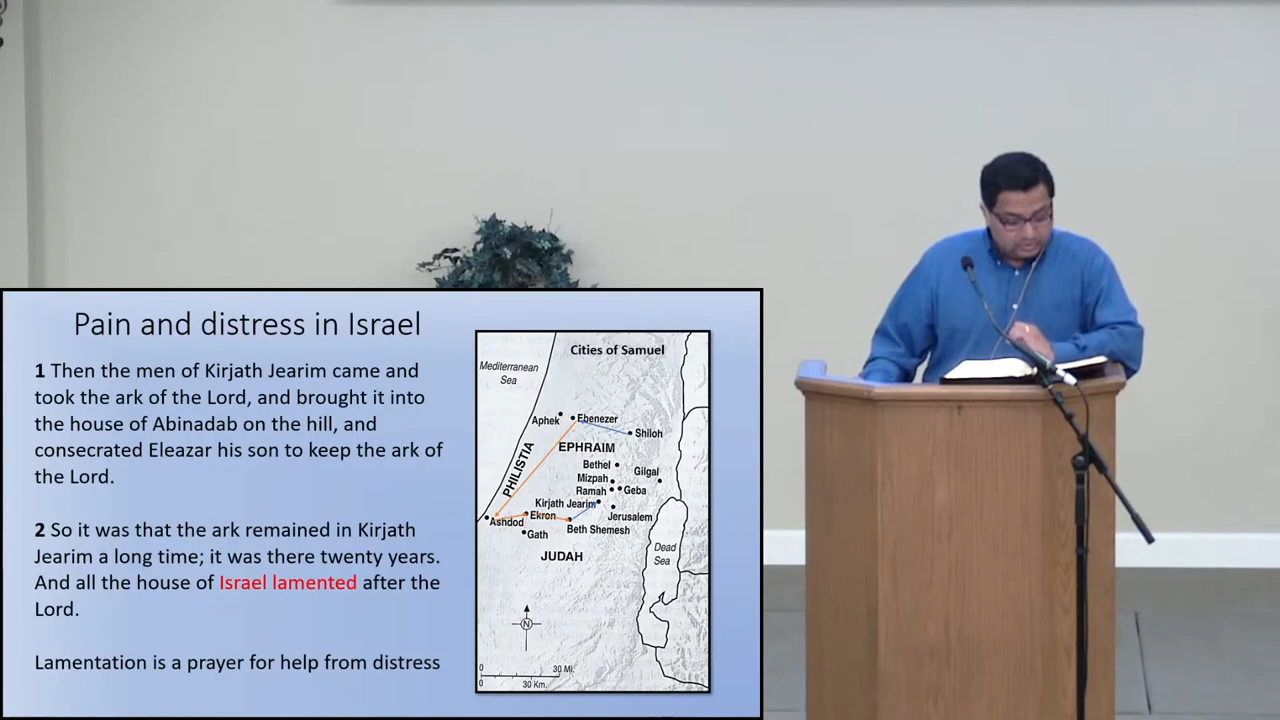 Pain and distress in Israel
1 Then the men of Kirjath Jearim came and
took the ark of the Lord, and brought it into
the house of Abinadab on the hill, and
consecrated Eleazar his son to keep the ark of
the Lord.
2 So it was that the ark remained in Kirjath
Jearim a long time; it was there twenty years.
And all the house of Israel lamented after the
Lord.
Lamentation is a prayer for help from distress
Cities of Samuel
Mediterranean
Sea
Aphek
Ebenezer
Shiloh
PHILISTIA
EPHRAIM
Bethel
Mizpah
Gilgal
Ramah
Geba
Kirjath Jearim
Ashdod
Ekron
Jerusalem
Beth Shemesh
Gath
JUDAH
Dead
Sea
N
0
30 Mi.
0
30 Km.